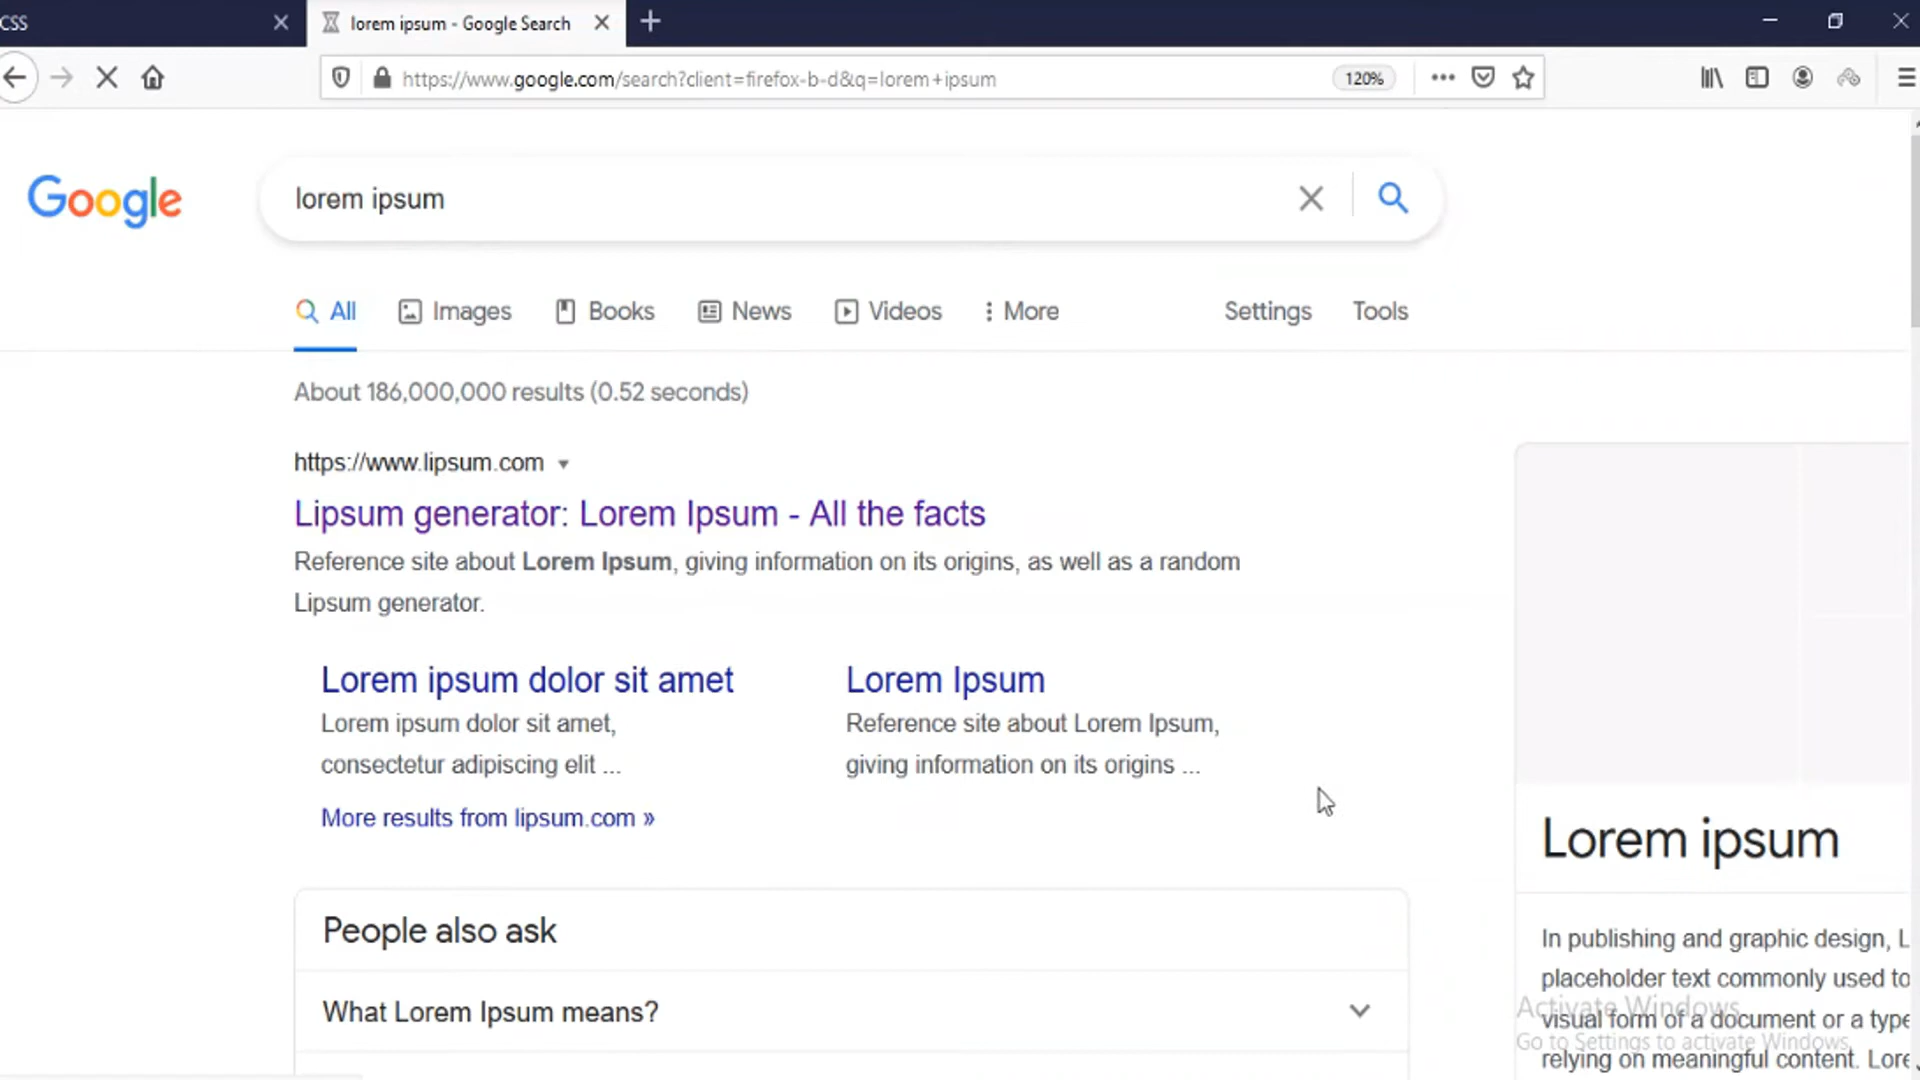 CSS
lorem ipsum - Google Search
https://www.google.com/search?client=firefox-b-d&q=lorem+ipsum
120%
Google
lorem ipsum
All
Images
Books
News
Videos
More
Settings
Tools
About 186,000,000 results (0.52 seconds)
https://www.lipsum.com
Lipsum generator: Lorem Ipsum - All the facts
Reference site about Lorem Ipsum, giving information on its origins, as well as a random
Lipsum generator.
Lorem ipsum dolor sit amet
Lorem ipsum dolor sit amet,
consectetur adipiscing elit ...
Lorem Ipsum
Reference site about Lorem Ipsum,
giving information on its origins ...
More results from lipsum.com »
People also ask
What Lorem Ipsum means?
Lorem ipsum
In publishing and graphic design, L
placeholder text commonly used to
visual form of a document or a type
relying on meaningful content. Lore
Activate Windows
Go to Settings to activate Windows.